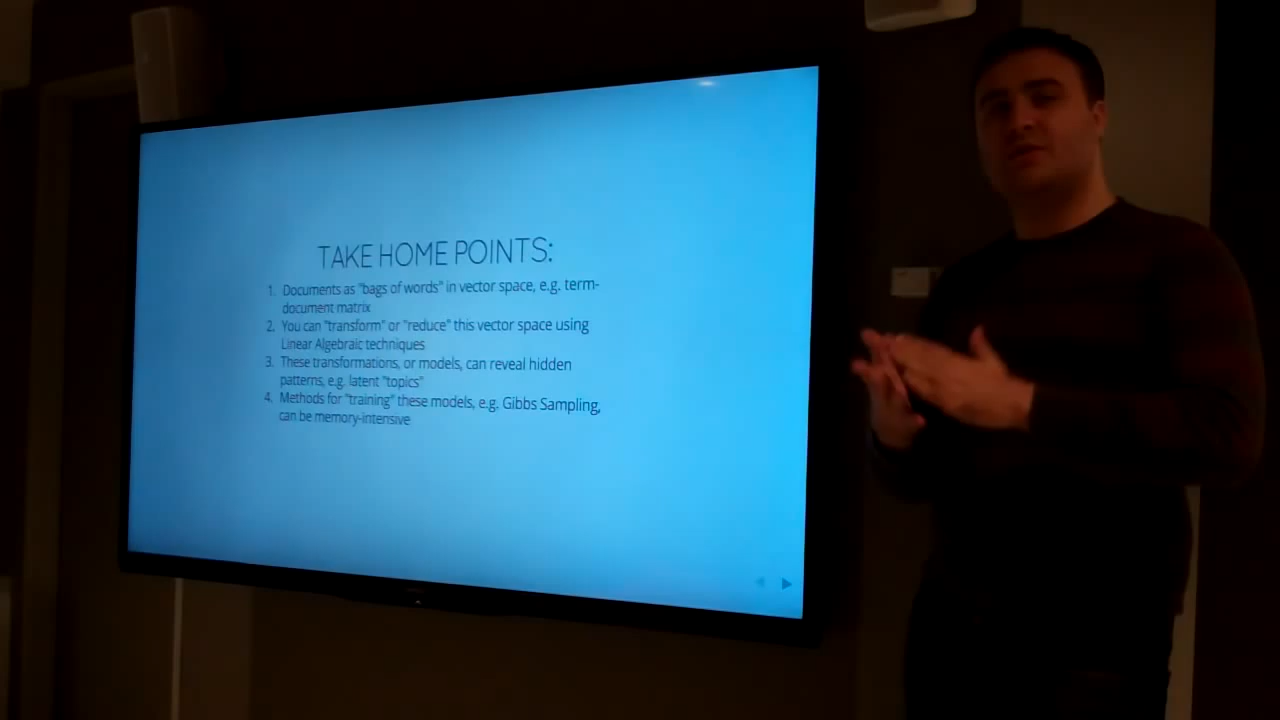 TAKE HOME POINTS:
1. Documents as "bags of words" in vector space, e.g. term-
document matrix
2. You can "transform" or "reduce" this vector space using
Linear Algebraic techniques
3. These transformations, or models, can reveal hidden
patterns, e.g. latent "topics"
4. Methods for "training" these models, e.g. Gibbs Sampling,
can be memory-intensive